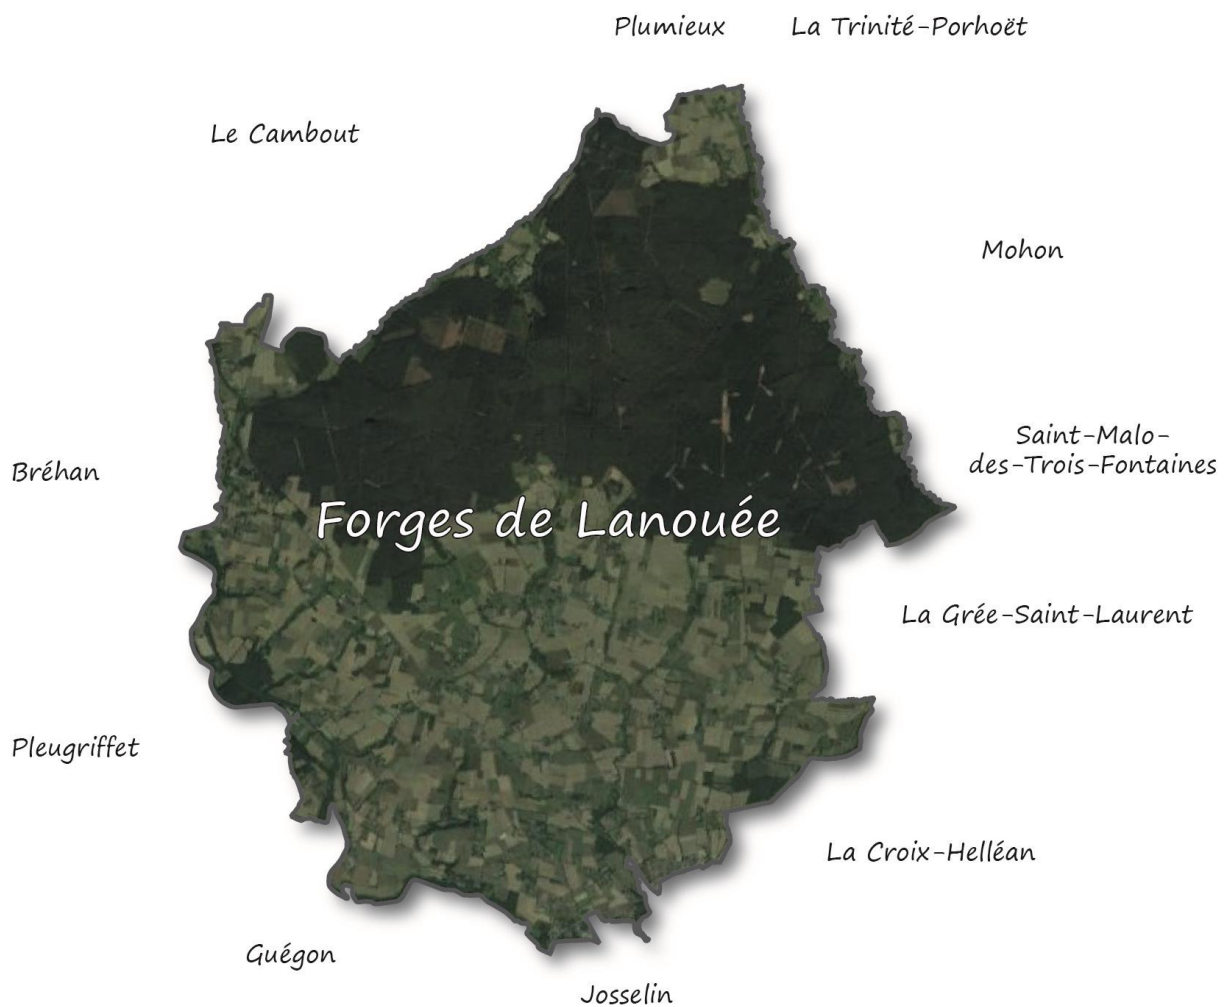 Plumieux
La Trinité-Porhoët
Le Cambout
Mohon
Saint-Malo-
des-Trois-Fontaines
Bréhan
Forges de Lanouée
La Grée-Saint-Laurent
Pleugriffet
La Croix-Helléan
Guégon
Josselin